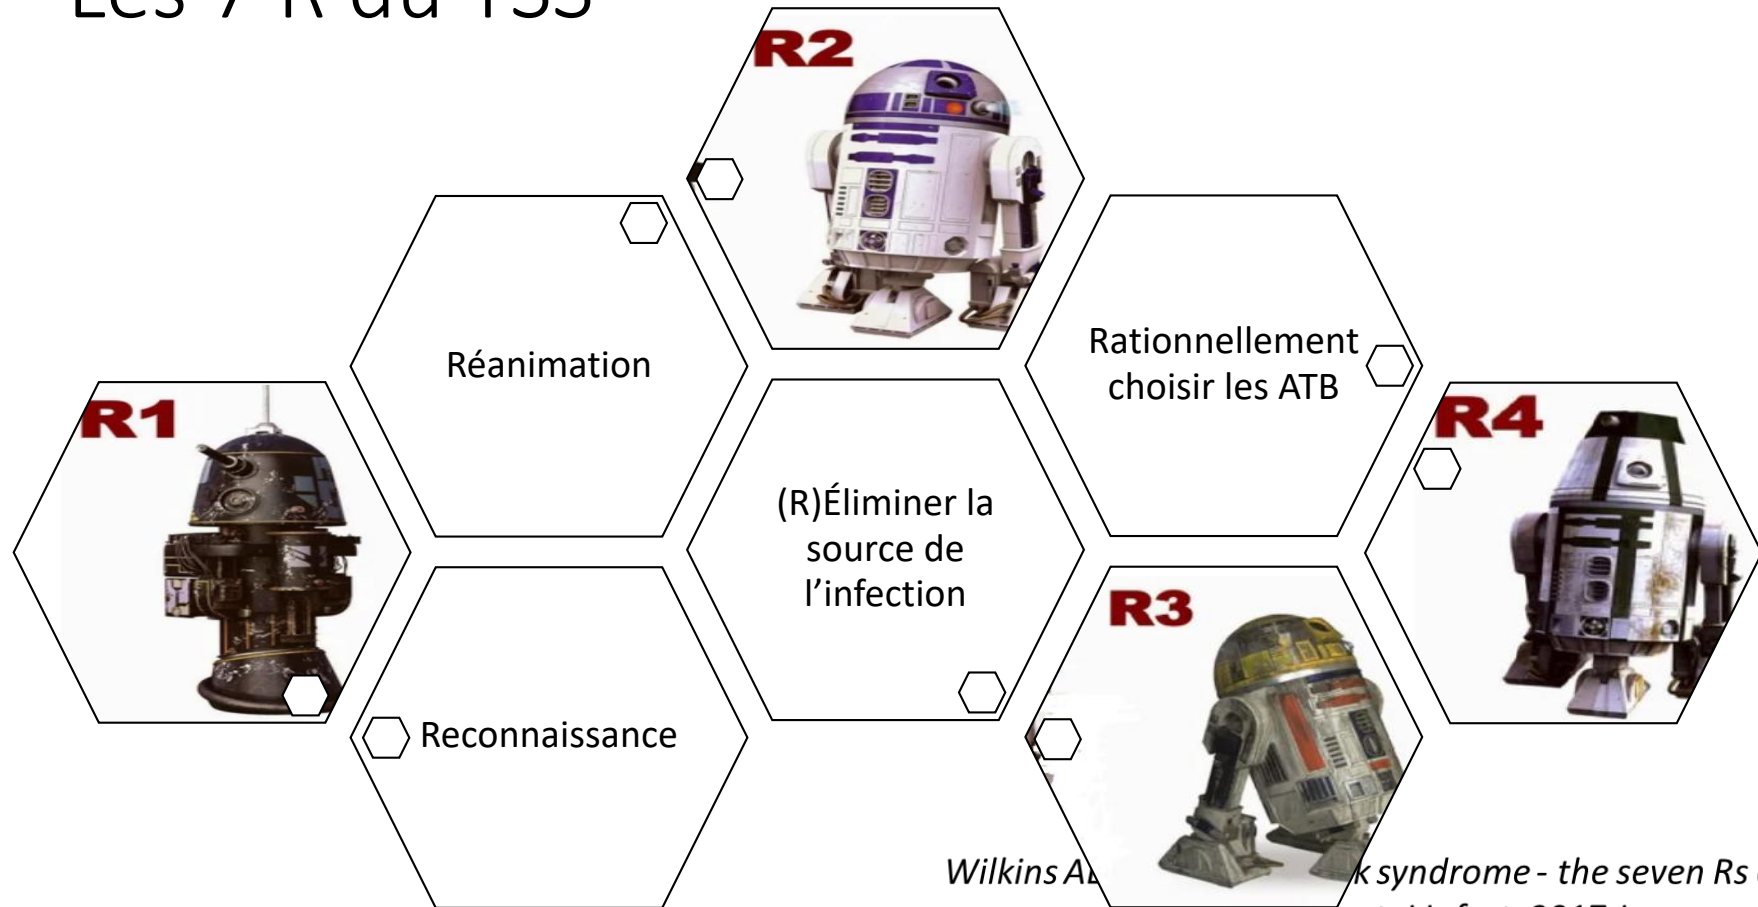 Les 7 R du TSS
R2
Réanimation
Rationnellement
choisir les ATB
R1
R4
(R)Éliminer la
source de
l’infection
R3
Reconnaissance
Wilkins syndrome - the seven Rs
2017